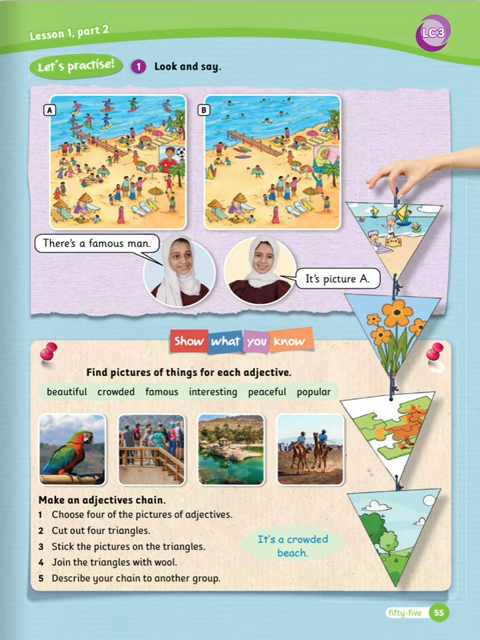 Lesson 1, part 2
LC3
Let's practise!
1 Look and say.
A
B
There's a famous man.
It's picture A.
Show what you know
Find pictures of things for each adjective.
beautiful crowded famous interesting peaceful popular
Make an adjectives chain.
1 Choose four of the pictures of adjectives.
2 Cut out four triangles.
3 Stick the pictures on the triangles.
4 Join the triangles with wool.
5 Describe your chain to another group.
It's a crowded
beach.
fifty-five 55